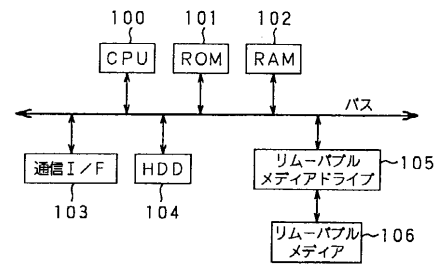 100 101 102
CPU ROM RAM
バス
通信I/F HDD リムーバブル
メディアドライブ 105
103 104
リムーバブル
メディア 106